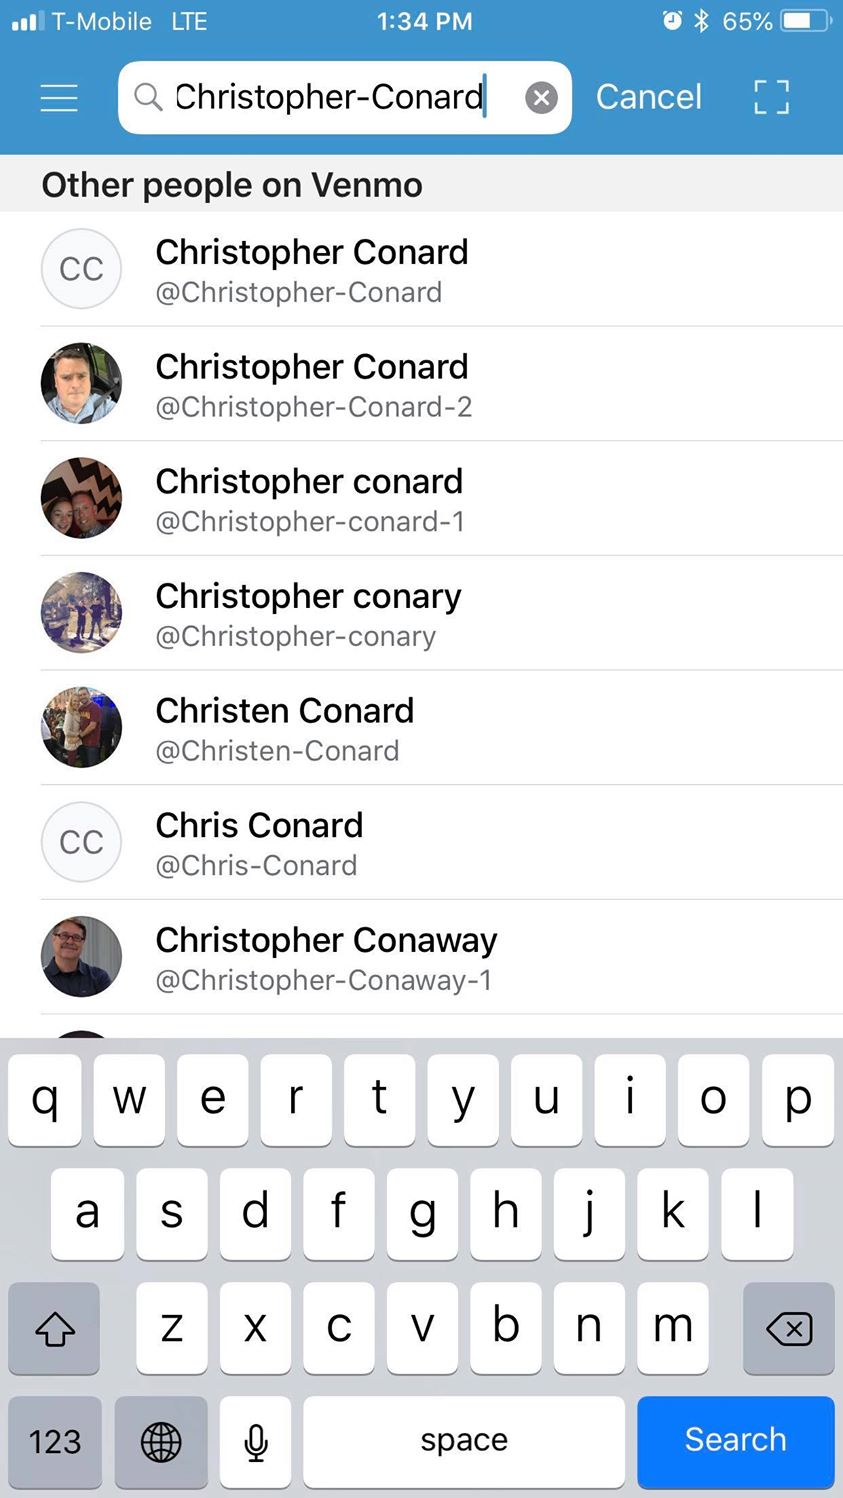 T-Mobile LTE 1:34 PM 65%
Christopher-Conard Cancel
Other people on Venmo
CC
Christopher Conard
@Christopher-Conard
Christopher Conard
@Christopher-Conard-2
Christopher conard
@Christopher-conard-1
Christopher conary
@Christopher-conary
Christen Conard
@Christen-Conard
CC
Chris Conard
@Chris-Conard
Christopher Conaway
@Christopher-Conaway-1
q w e r t y u i o p
a s d f g h j k l
z x c v b n m
123 space Search